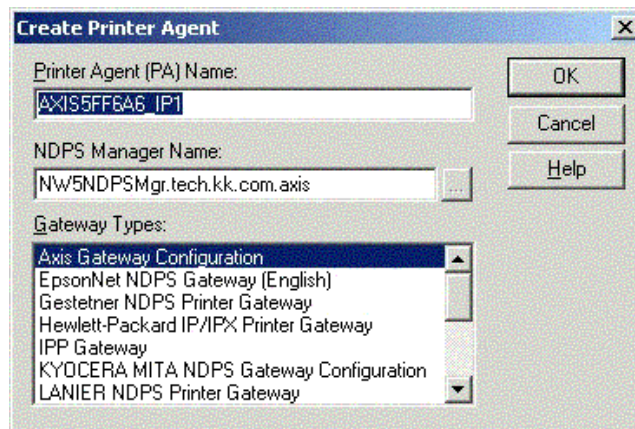 Create Printer Agent
Printer Agent (PA) Name:
OK
AXIS5FF6A6_IP1
Cancel
NDPS Manager Name:
Help
NW5NDPSMgr.tech.kk.com.axis
...
Gateway Types:
Axis Gateway Configuration
EpsonNet NDPS Gateway (English)
Gestetner NDPS Printer Gateway
Hewlett-Packard IP/IPX Printer Gateway
IPP Gateway
KYOCERA MITA NDPS Gateway Configuration
LANIER NDPS Printer Gateway